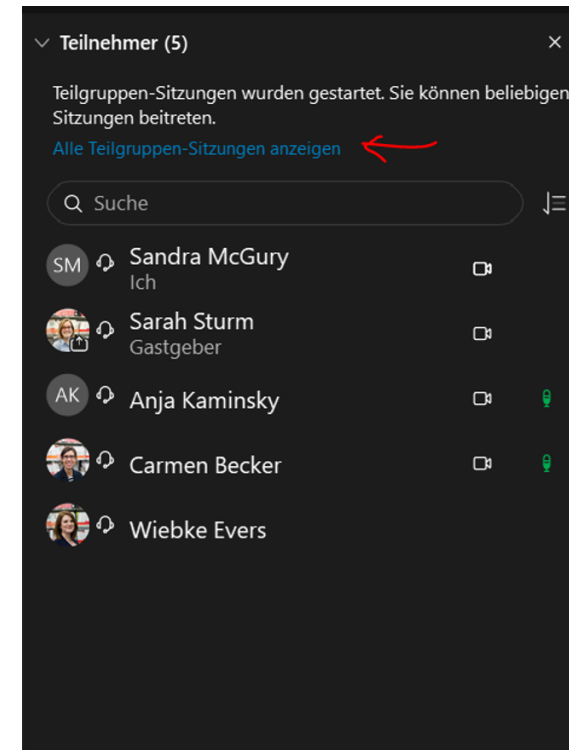 Teilnehmer (5)
Teilgruppen-Sitzungen wurden gestartet. Sie können beliebigen
Sitzungen beitreten.
Alle Teilgruppen-Sitzungen anzeigen
Suche
SM
Sandra McGury
Ich
Sarah Sturm
Gastgeber
AK
Anja Kaminsky
Carmen Becker
Wiebke Evers